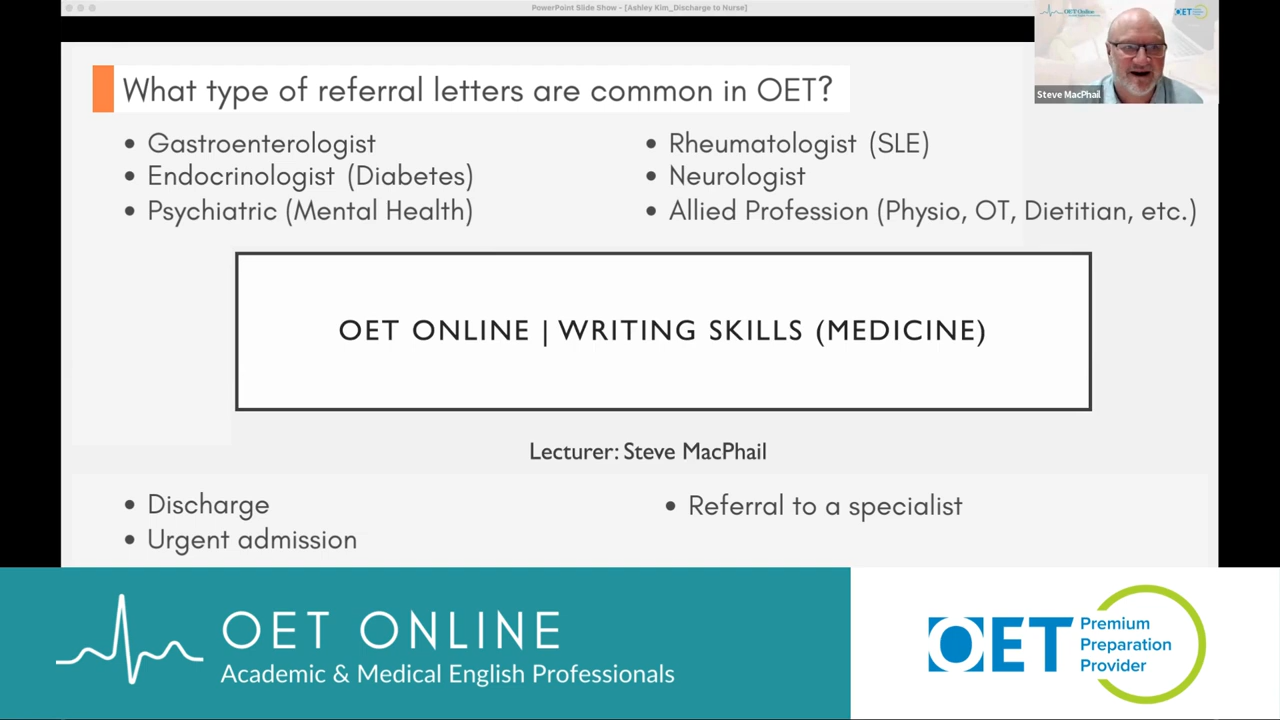 PowerPoint Slide Show - [Ashley Kim_Discharge to Nurse]
OET Online
OET
Steve MacPhail
What type of referral letters are common in OET?
• Gastroenterologist
• Endocrinologist (Diabetes)
• Psychiatric (Mental Health)
• Rheumatologist (SLE)
• Neurologist
• Allied Profession (Physio, OT, Dietitian, etc.)
OET ONLINE | WRITING SKILLS (MEDICINE)
Lecturer: Steve MacPhail
• Discharge
• Urgent admission
• Referral to a specialist
OET ONLINE
Academic & Medical English Professionals
OET
Premium
Preparation
Provider